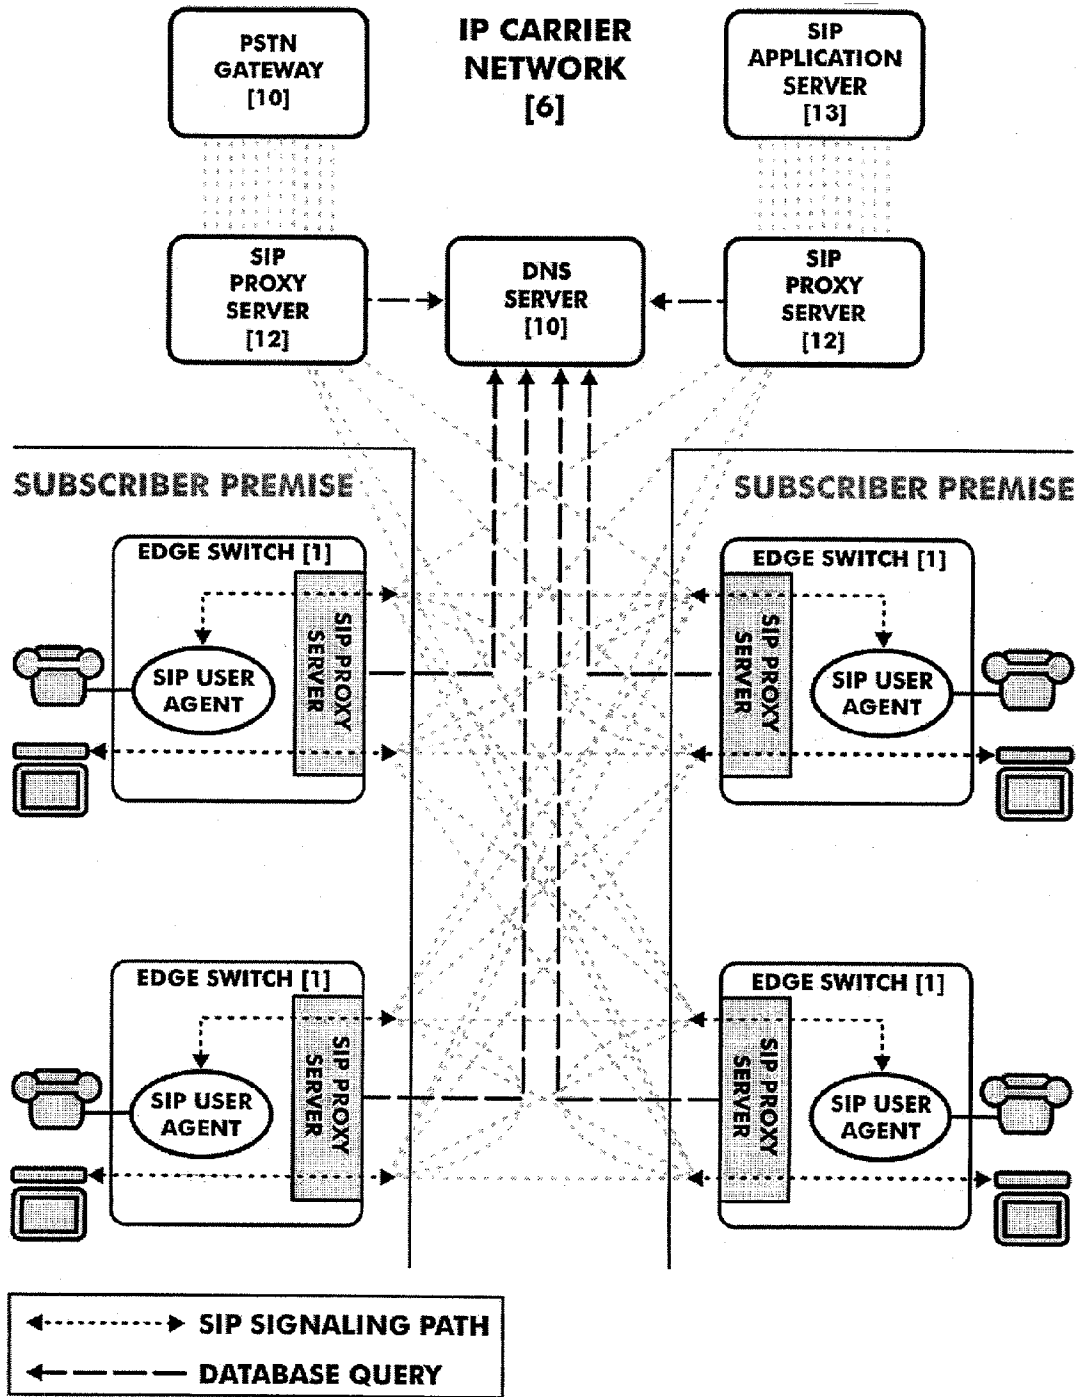 PSTN
GATEWAY
[10]
IP CARRIER
NETWORK
[6]
SIP
APPLICATION
SERVER
[13]
SIP
PROXY
SERVER
[12]
DNS
SERVER
[10]
SIP
PROXY
SERVER
[12]
SUBSCRIBER PREMISE
SUBSCRIBER PREMISE
EDGE SWITCH [1]
SIP PROXY
SERVER
SIP USER
AGENT
EDGE SWITCH [1]
SIP PROXY
SERVER
SIP USER
AGENT
EDGE SWITCH [1]
SIP PROXY
SERVER
SIP USER
AGENT
EDGE SWITCH [1]
SIP PROXY
SERVER
SIP USER
AGENT
SIP SIGNALING PATH
DATABASE QUERY